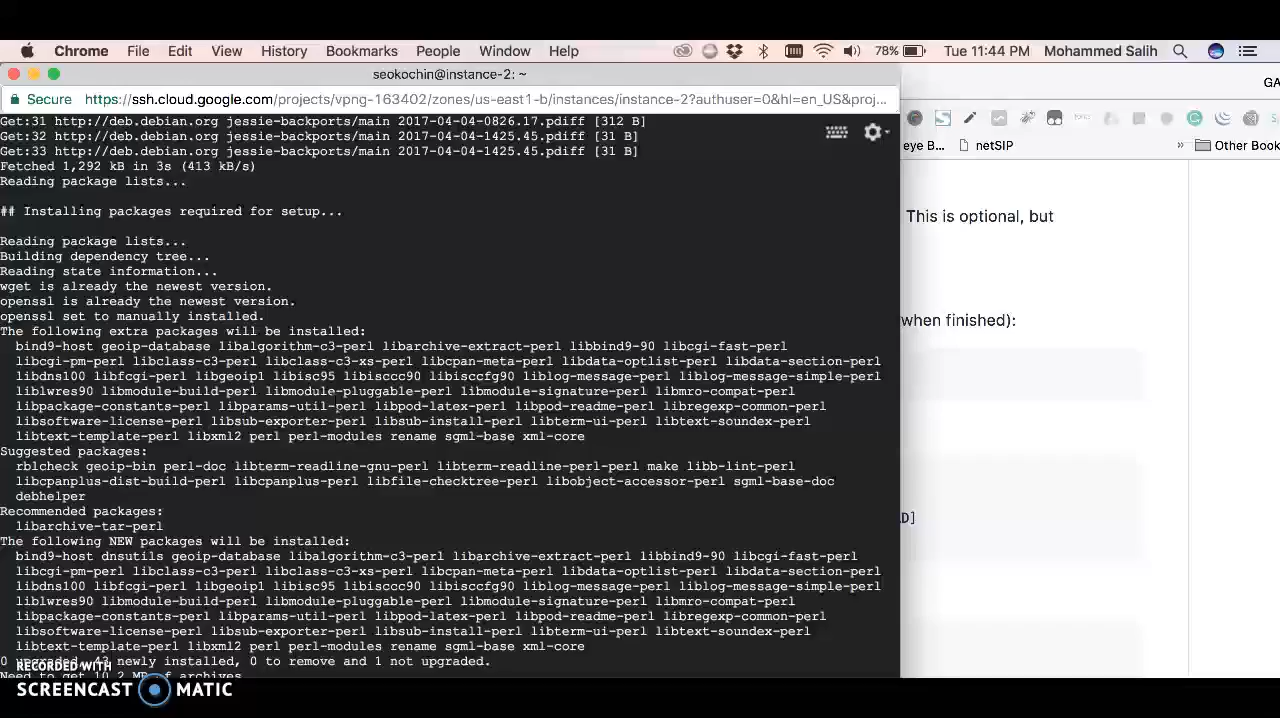 Chrome File Edit View History Bookmarks People Window Help 78% Tue 11:44 PM Mohammed Salih
seokochin@instance-2: ~
Secure https://ssh.cloud.google.com/projects/vpng-163402/zones/us-east1-b/instances/instance-2?authuser=0&hl=en_US&proj...
Get:31 http://deb.debian.org jessie-backports/main 2017-04-04-0826.17.pdiff [312 B]
Get:32 http://deb.debian.org jessie-backports/main 2017-04-04-1425.45.pdiff [31 B]
Get:33 http://deb.debian.org jessie-backports/main 2017-04-04-1425.45.pdiff [31 B]
Fetched 1,292 kB in 3s (413 kB/s)
Reading package lists...
## Installing packages required for setup...
Reading package lists...
Building dependency tree...
Reading state information...
wget is already the newest version.
openssl is already the newest version.
openssl set to manually installed.
The following extra packages will be installed:
bind9-host geoip-database libalgorithm-c3-perl libarchive-extract-perl libbind9-90 libcgi-fast-perl
libcgi-pm-perl libclass-c3-perl libclass-c3-xs-perl libcpan-meta-perl libdata-optlist-perl libdata-section-perl
libdns100 libfcgi-perl libgeoip1 libisc95 libisccc90 libisccfg90 liblog-message-perl liblog-message-simple-perl
liblwres90 libmodule-build-perl libmodule-pluggable-perl libmodule-signature-perl libmro-compat-perl
libpackage-constants-perl libparams-util-perl libpod-latex-perl libpod-readme-perl libregexp-common-perl
libsoftware-license-perl libsub-exporter-perl libsub-install-perl libterm-ui-perl libtext-soundex-perl
libtext-template-perl libxml2 perl perl-modules rename sgml-base xml-core
Suggested packages:
rblcheck geoip-bin perl-doc libterm-readline-gnu-perl libterm-readline-perl-perl make libb-lint-perl
libcpanplus-dist-build-perl libcpanplus-perl libfile-checktree-perl libobject-accessor-perl sgml-base-doc
debhelper
Recommended packages:
libarchive-tar-perl
The following NEW packages will be installed:
bind9-host dnsutils geoip-database libalgorithm-c3-perl libarchive-extract-perl libbind9-90 libcgi-fast-perl
libcgi-pm-perl libclass-c3-perl libclass-c3-xs-perl libcpan-meta-perl libdata-optlist-perl libdata-section-perl
libdns100 libfcgi-perl libgeoip1 libisc95 libisccc90 libisccfg90 liblog-message-perl liblog-message-simple-perl
liblwres90 libmodule-build-perl libmodule-pluggable-perl libmodule-signature-perl libmro-compat-perl
libpackage-constants-perl libparams-util-perl libpod-latex-perl libpod-readme-perl libregexp-common-perl
libsoftware-license-perl libsub-exporter-perl libsub-install-perl libterm-ui-perl libtext-soundex-perl
libtext-template-perl libxml2 perl perl-modules rename sgml-base xml-core
0 upgraded, 43 newly installed, 0 to remove and 1 not upgraded.
Need to get 10.2 MB of archives
GA
eye B... netSIP » Other Book
This is optional, but
when finished):
D]
RECORDED WITH
SCREENCAST MATIC